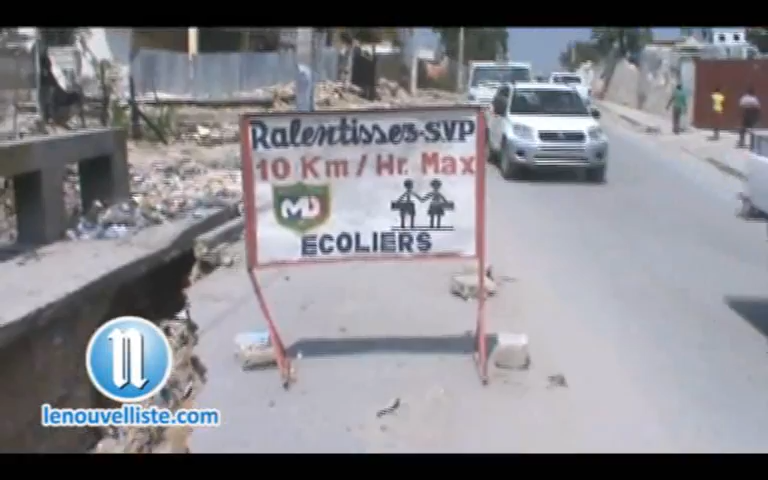 Ralentisses-SVP
10 Km/Hr. Max
MD
ECOLIERS
n
lenouvelliste.com